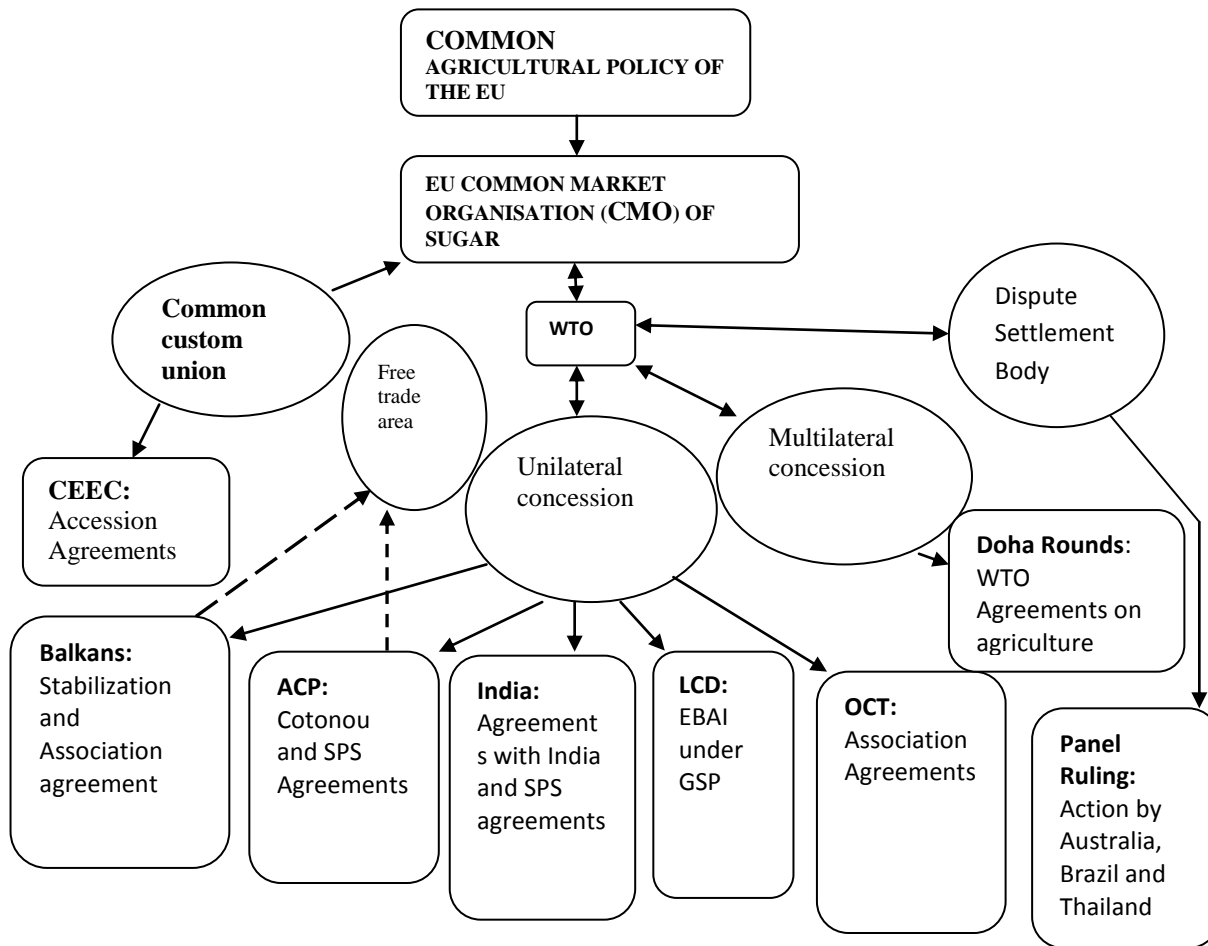 COMMON
AGRICULTURAL POLICY OF
THE EU
EU COMMON MARKET
ORGANISATION (CMO) OF
SUGAR
Common
custom
union
Free
trade
area
WTO
Dispute
Settlement
Body
Unilateral
concession
Multilateral
concession
CEEC:
Accession
Agreements
Doha Rounds:
WTO
Agreements on
agriculture
Balkans:
Stabilization
and
Association
agreement
ACP:
Cotonou
and SPS
Agreements
India:
Agreement
s with India
and SPS
agreements
LCD:
EBAI
under
GSP
OCT:
Association
Agreements
Panel
Ruling:
Action by
Australia,
Brazil and
Thailand